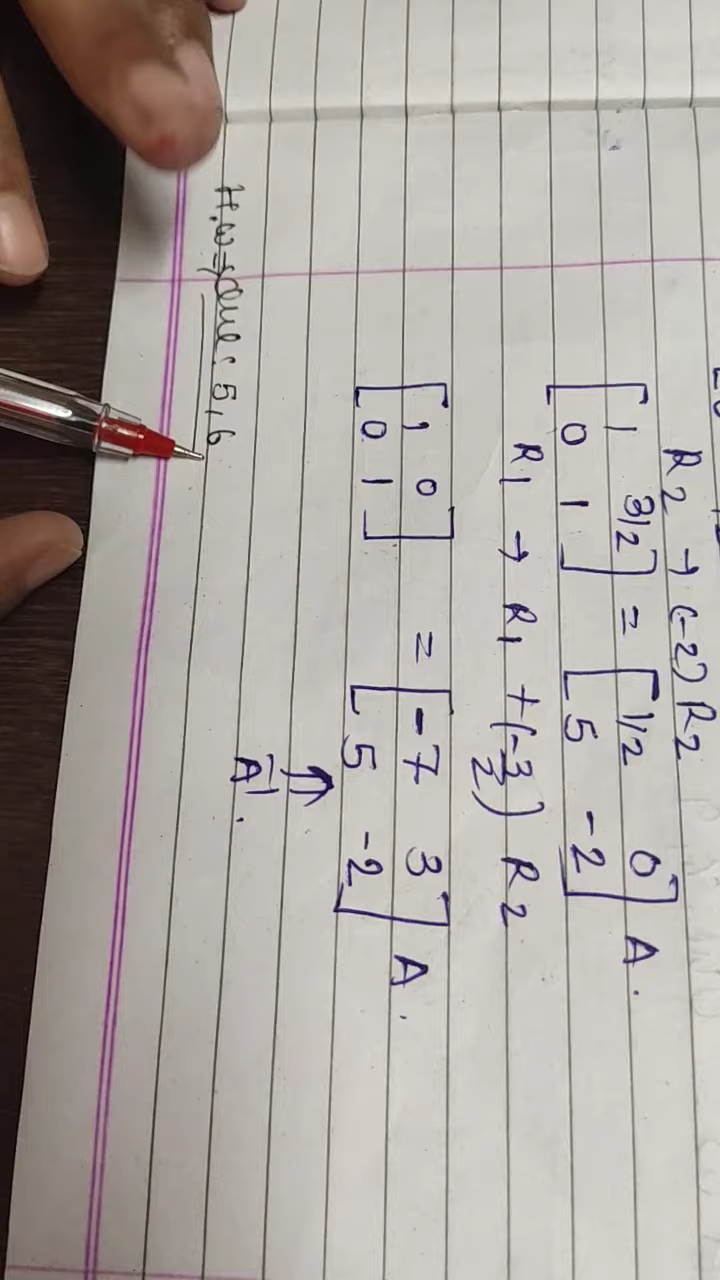 R2 → (-2) R2
[1 3/2] = [1/2 0] A.
[0 1] [5 -2]
R1 → R1 + (-3/2) R2
[1 0] = [-7 3] A.
[0 1] [5 -2]
⇑
A⁻¹.
H.W → Que: 5, 6